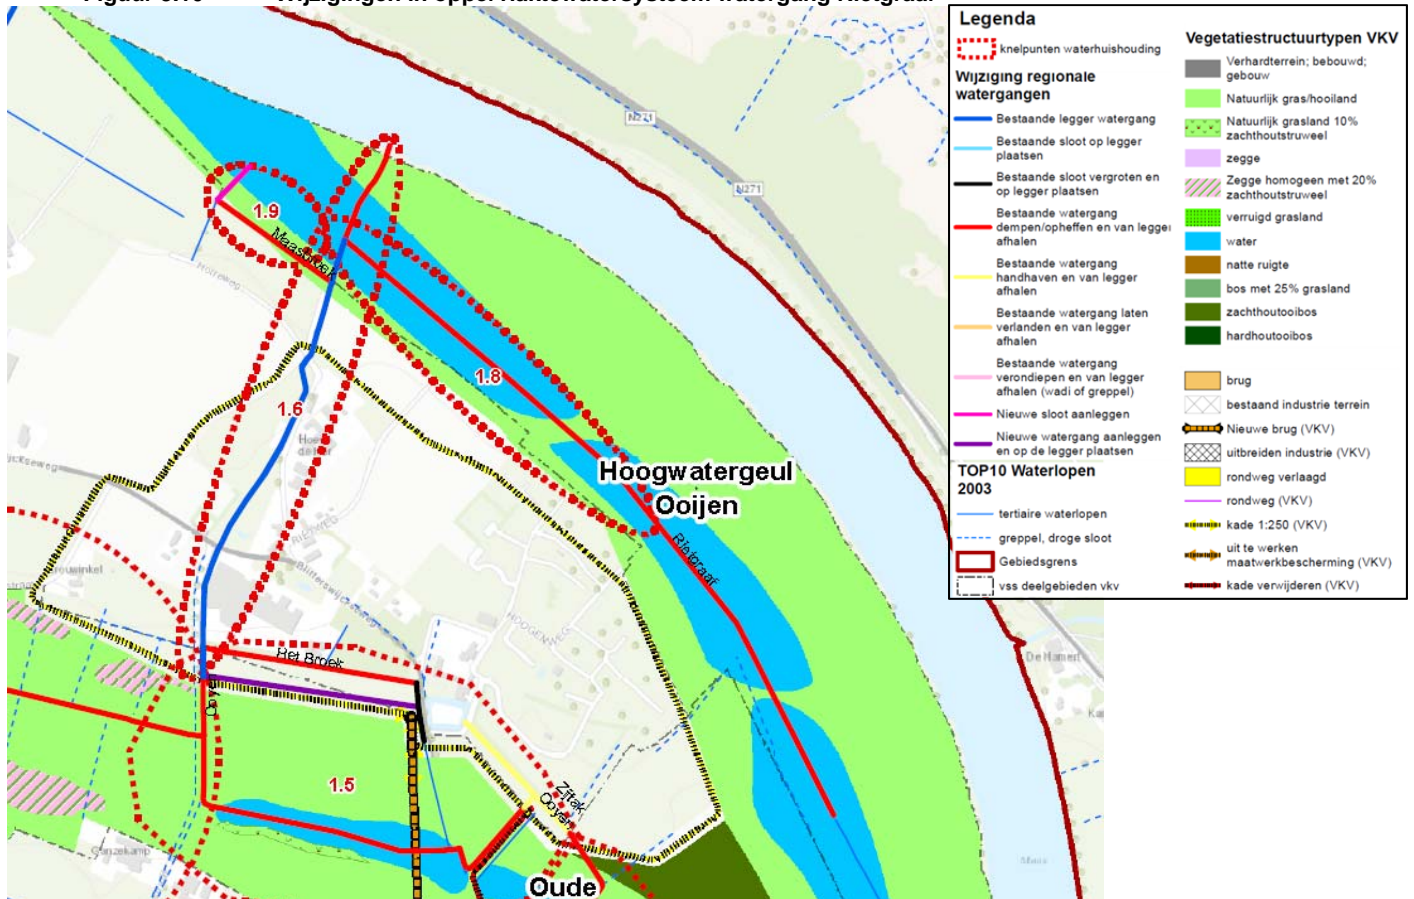 Legenda
knelpunten waterhuishouding
Wijziging regionale
watergangen
Bestaande legger watergang
Bestaande sloot op legger
plaatsen
Bestaande sloot vergroten en
op legger plaatsen
Bestaande watergang
dempen/opheffen en van legger
afhalen
Bestaande watergang
handhaven en van legger
afhalen
Bestaande watergang laten
verlanden en van legger
afhalen
Bestaande watergang
verondiepen en van legger
afhalen (wadi of greppel)
Nieuwe sloot aanleggen
Nieuwe watergang aanleggen
en op de legger plaatsen
TOP10 Waterlopen
2003
tertiaire waterlopen
greppel, droge sloot
Gebiedsgrens
vss deelgebieden vkv
Vegetatiestructuurtypen VKV
Verhardterrein; bebouwd;
gebouw
Natuurlijk gras/hooiland
Natuurlijk grasland 10%
zachthoutstruweel
zegge
Zegge homogeen met 20%
zachthoutstruweel
verruigd grasland
water
natte ruigte
bos met 25% grasland
zachthoutooibos
hardhoutooibos
brug
bestaand industrie terrein
Nieuwe brug (VKV)
uitbreiden industrie (VKV)
rondweg verlaagd
rondweg (VKV)
kade 1:250 (VKV)
uit te werken
maatwerkbescherming (VKV)
kade verwijderen (VKV)
N271
N271
1.9
Maasbroek
1.8
1.6
Hoogwatergeul
Ooijen
Rietgraaf
HOOGEWEG
Het Broek
Ooyen
1.5
Zijtak
Ooyen
Oude
De Hamert
Maas
Ganzekamp